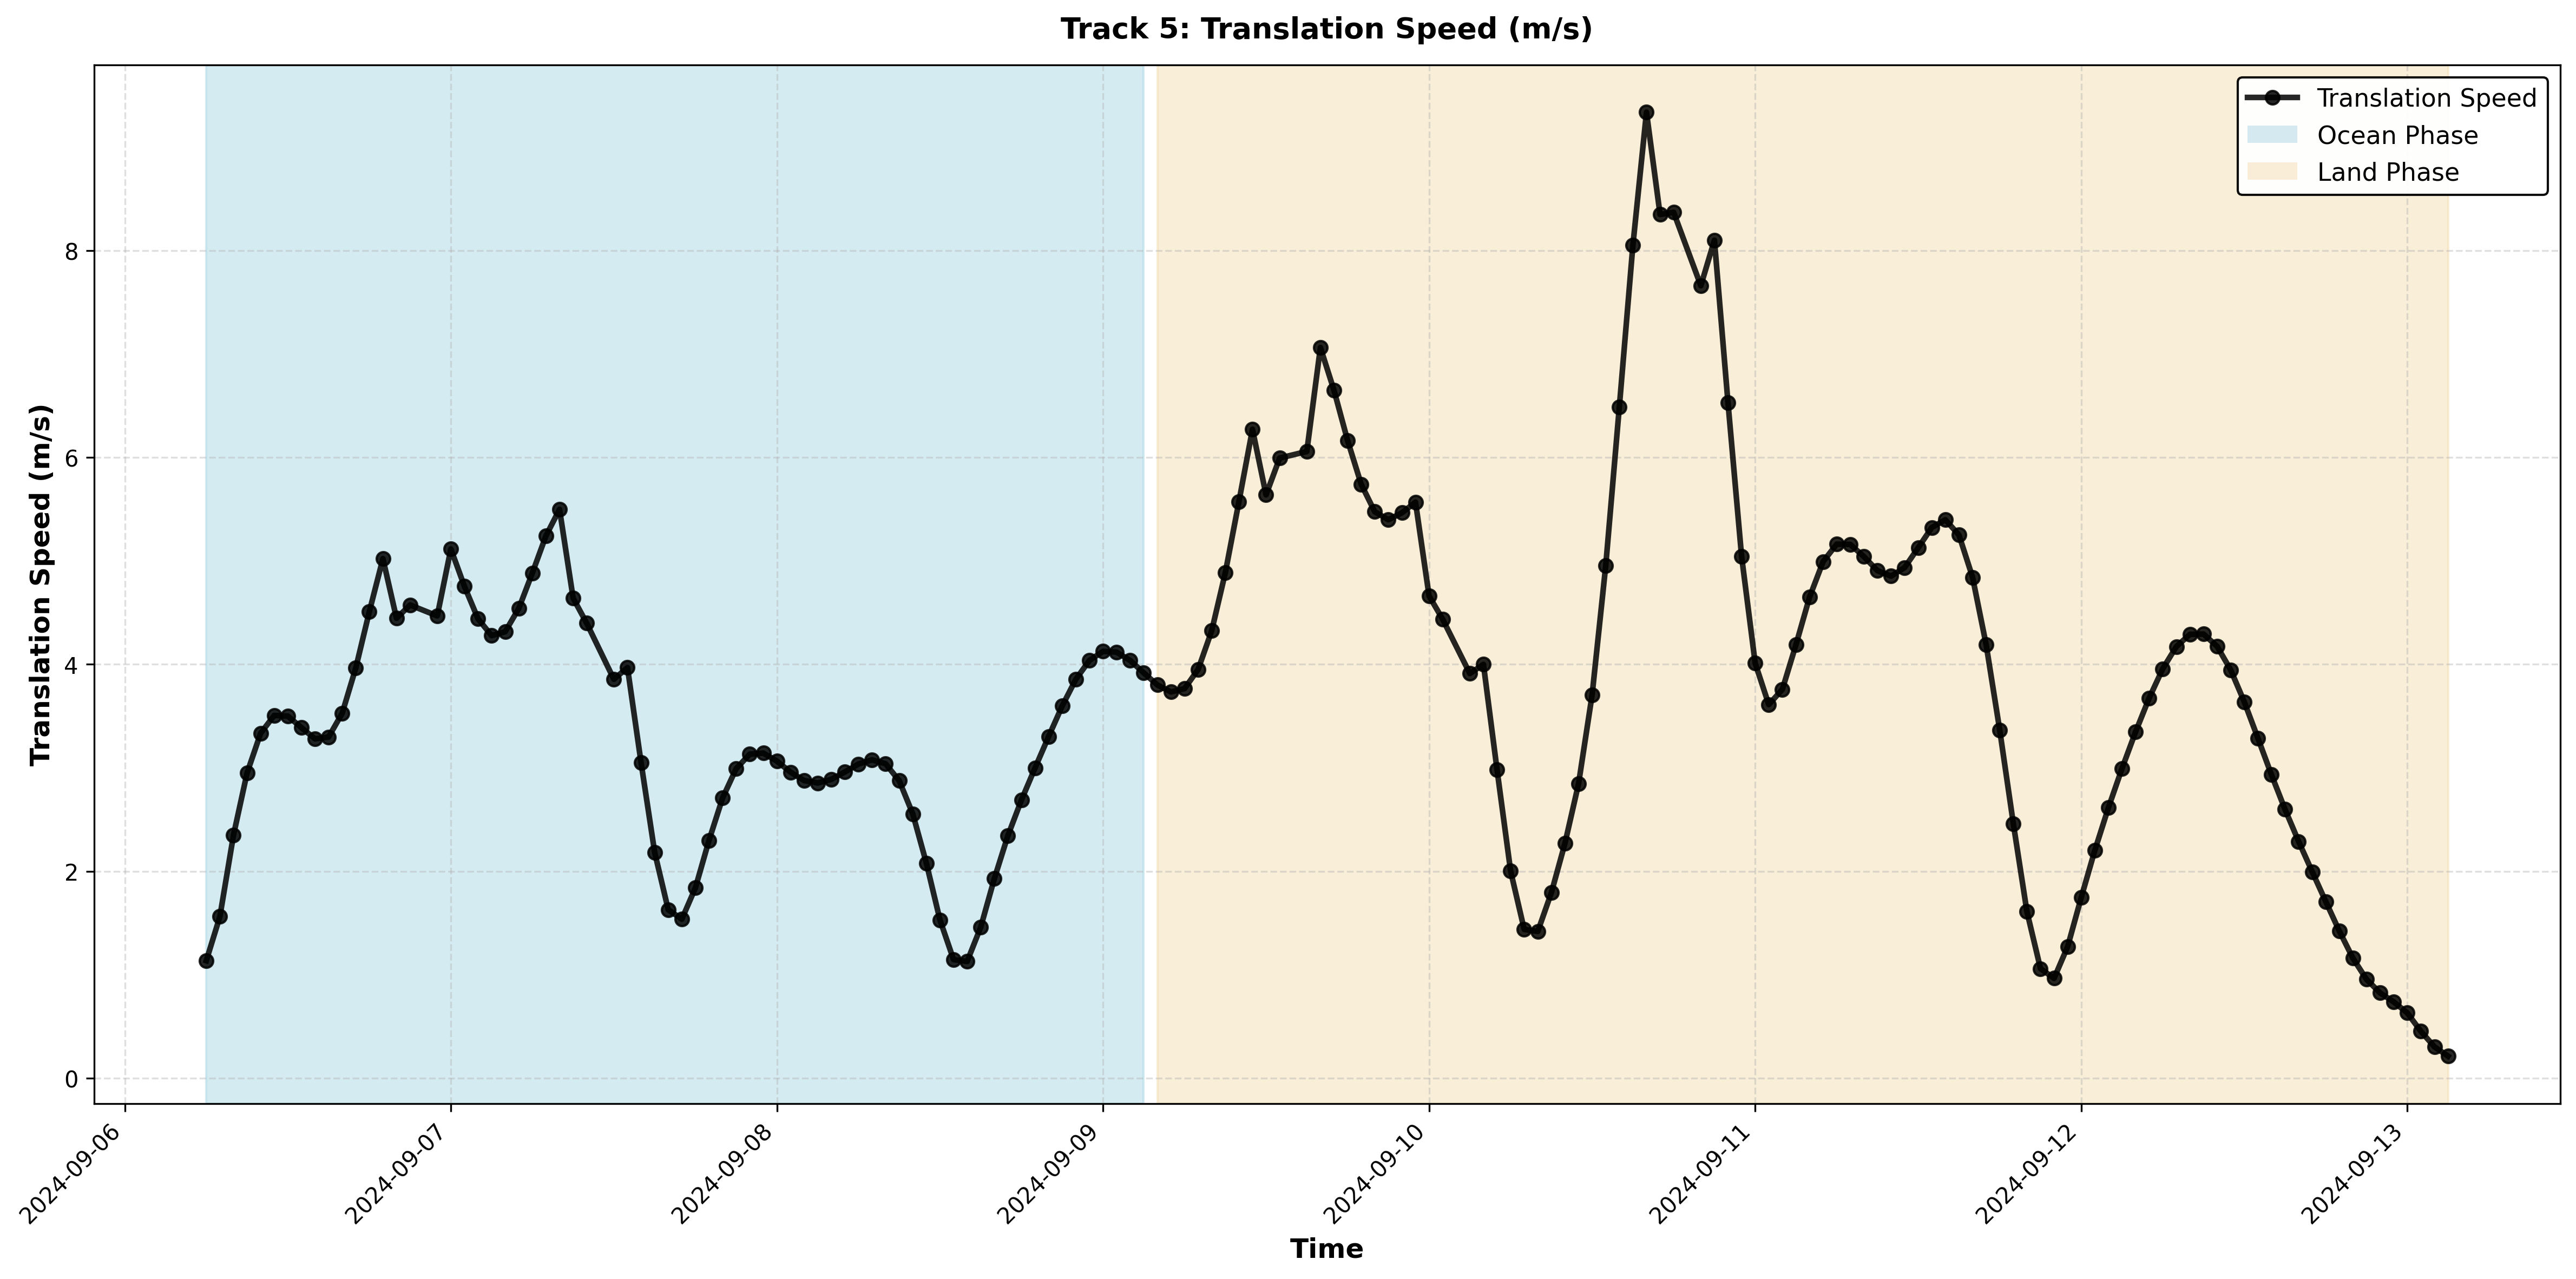 Track 5: Translation Speed (m/s)
Translation Speed
Ocean Phase
Land Phase
Translation Speed (m/s)
8
6
4
2
0
2024-09-06
2024-09-07
2024-09-08
2024-09-09
2024-09-10
2024-09-11
2024-09-12
2024-09-13
Time